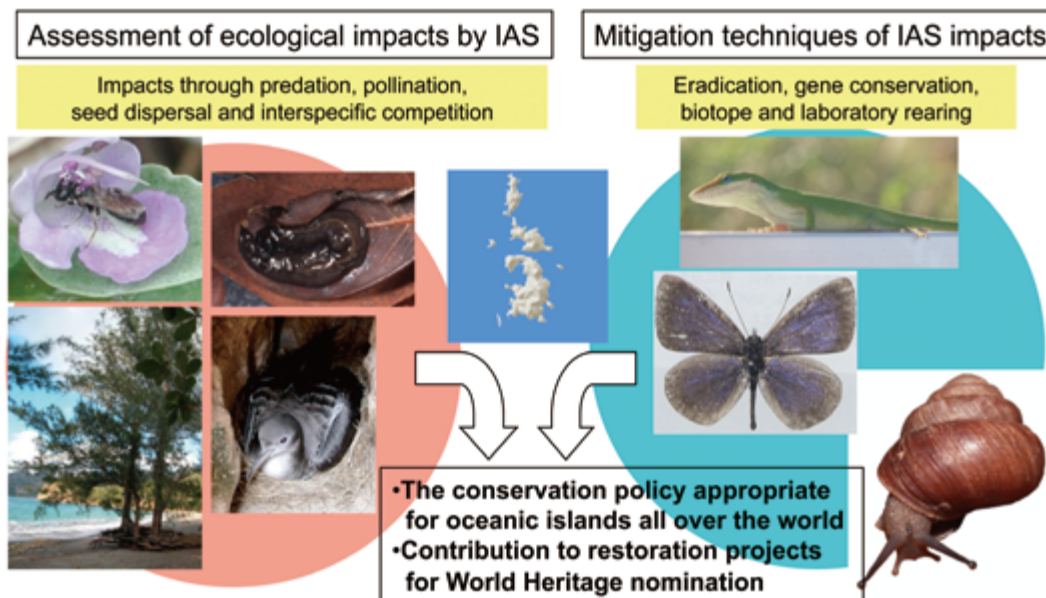 Assessment of ecological impacts by IAS
Mitigation techniques of IAS impacts
Impacts through predation, pollination,
seed dispersal and interspecific competition
Eradication, gene conservation,
biotope and laboratory rearing
•The conservation policy appropriate
for oceanic islands all over the world
•Contribution to restoration projects
for World Heritage nomination